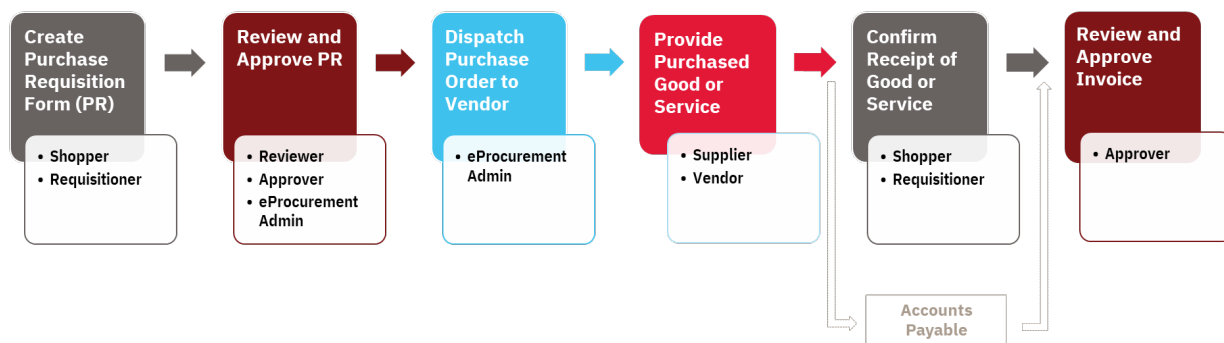 Create
Purchase
Requisition
Form (PR)
• Shopper
• Requisitioner
Review and
Approve PR
• Reviewer
• Approver
• eProcurement
Admin
Dispatch
Purchase
Order to
Vendor
• eProcurement
Admin
Provide
Purchased
Good or
Service
• Supplier
• Vendor
Confirm
Receipt of
Good or
Service
• Shopper
• Requisitioner
Review and
Approve
Invoice
• Approver
Accounts
Payable